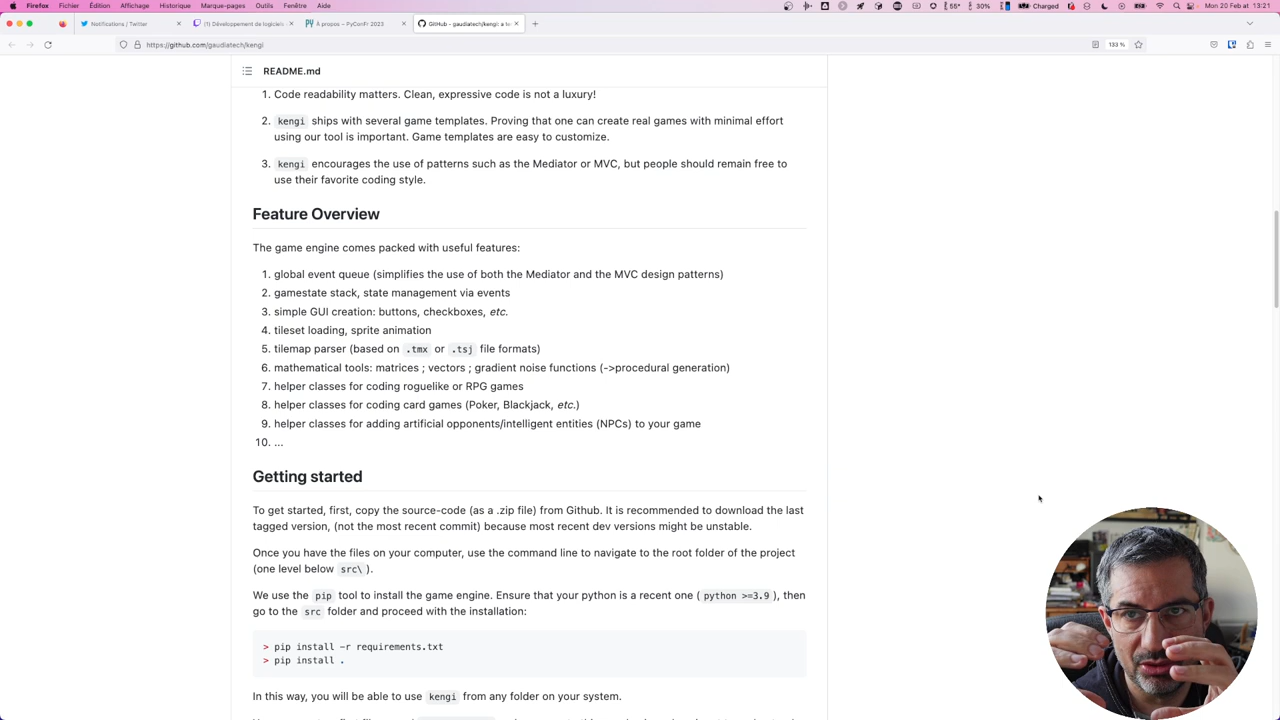 Firefox Fichier Édition Affichage Historique Marque-pages Outils Fenêtre Aide 55° 30% Charged Mon 20 Feb at 13:21
Notifications / Twitter (1) Développement de logiciels À propos – PyConFr 2023 GitHub - gaudiatech/kengi: a tw
https://github.com/gaudiatech/kengi 133 %
README.md
1. Code readability matters. Clean, expressive code is not a luxury!
2. kengi ships with several game templates. Proving that one can create real games with minimal effort
using our tool is important. Game templates are easy to customize.
3. kengi encourages the use of patterns such as the Mediator or MVC, but people should remain free to
use their favorite coding style.
Feature Overview
The game engine comes packed with useful features:
1. global event queue (simplifies the use of both the Mediator and the MVC design patterns)
2. gamestate stack, state management via events
3. simple GUI creation: buttons, checkboxes, etc.
4. tileset loading, sprite animation
5. tilemap parser (based on .tmx or .tsj file formats)
6. mathematical tools: matrices ; vectors ; gradient noise functions (->procedural generation)
7. helper classes for coding roguelike or RPG games
8. helper classes for coding card games (Poker, Blackjack, etc.)
9. helper classes for adding artificial opponents/intelligent entities (NPCs) to your game
10. ...
Getting started
To get started, first, copy the source-code (as a .zip file) from Github. It is recommended to download the last
tagged version, (not the most recent commit) because most recent dev versions might be unstable.
Once you have the files on your computer, use the command line to navigate to the root folder of the project
(one level below src\ ).
We use the pip tool to install the game engine. Ensure that your python is a recent one ( python >=3.9 ), then
go to the src folder and proceed with the installation:
> pip install -r requirements.txt
> pip install .
In this way, you will be able to use kengi from any folder on your system.